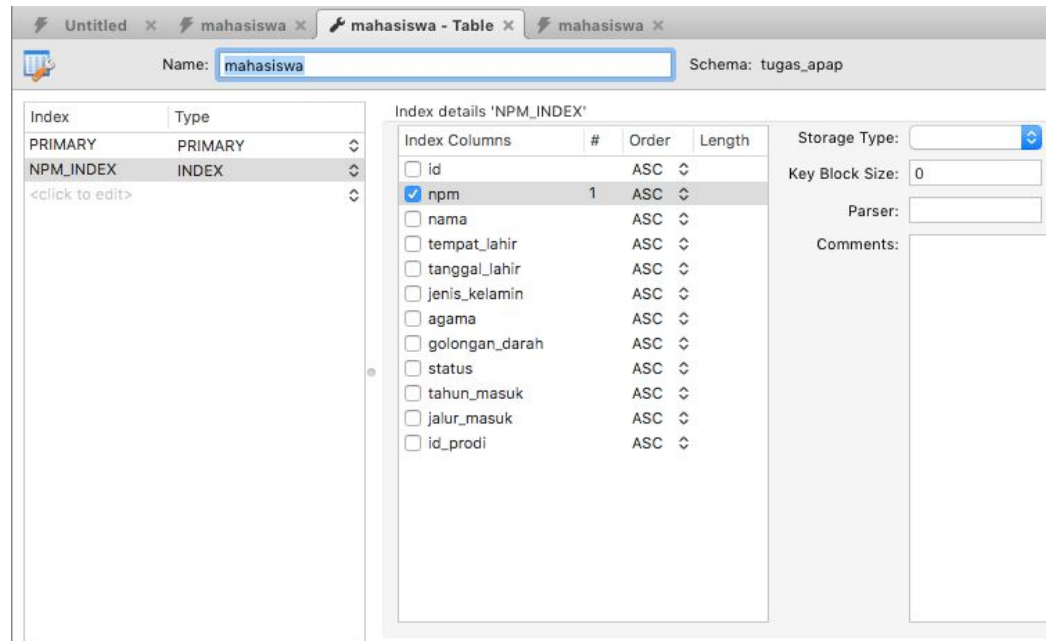 Untitled × mahasiswa × mahasiswa - Table × mahasiswa ×
Name: mahasiswa Schema: tugas_apap
Index Type
PRIMARY PRIMARY
NPM_INDEX INDEX
<click to edit>
Index details 'NPM_INDEX'
Index Columns # Order Length
id ASC
npm 1 ASC
nama ASC
tempat_lahir ASC
tanggal_lahir ASC
jenis_kelamin ASC
agama ASC
golongan_darah ASC
status ASC
tahun_masuk ASC
jalur_masuk ASC
id_prodi ASC
Storage Type:
Key Block Size: 0
Parser:
Comments: